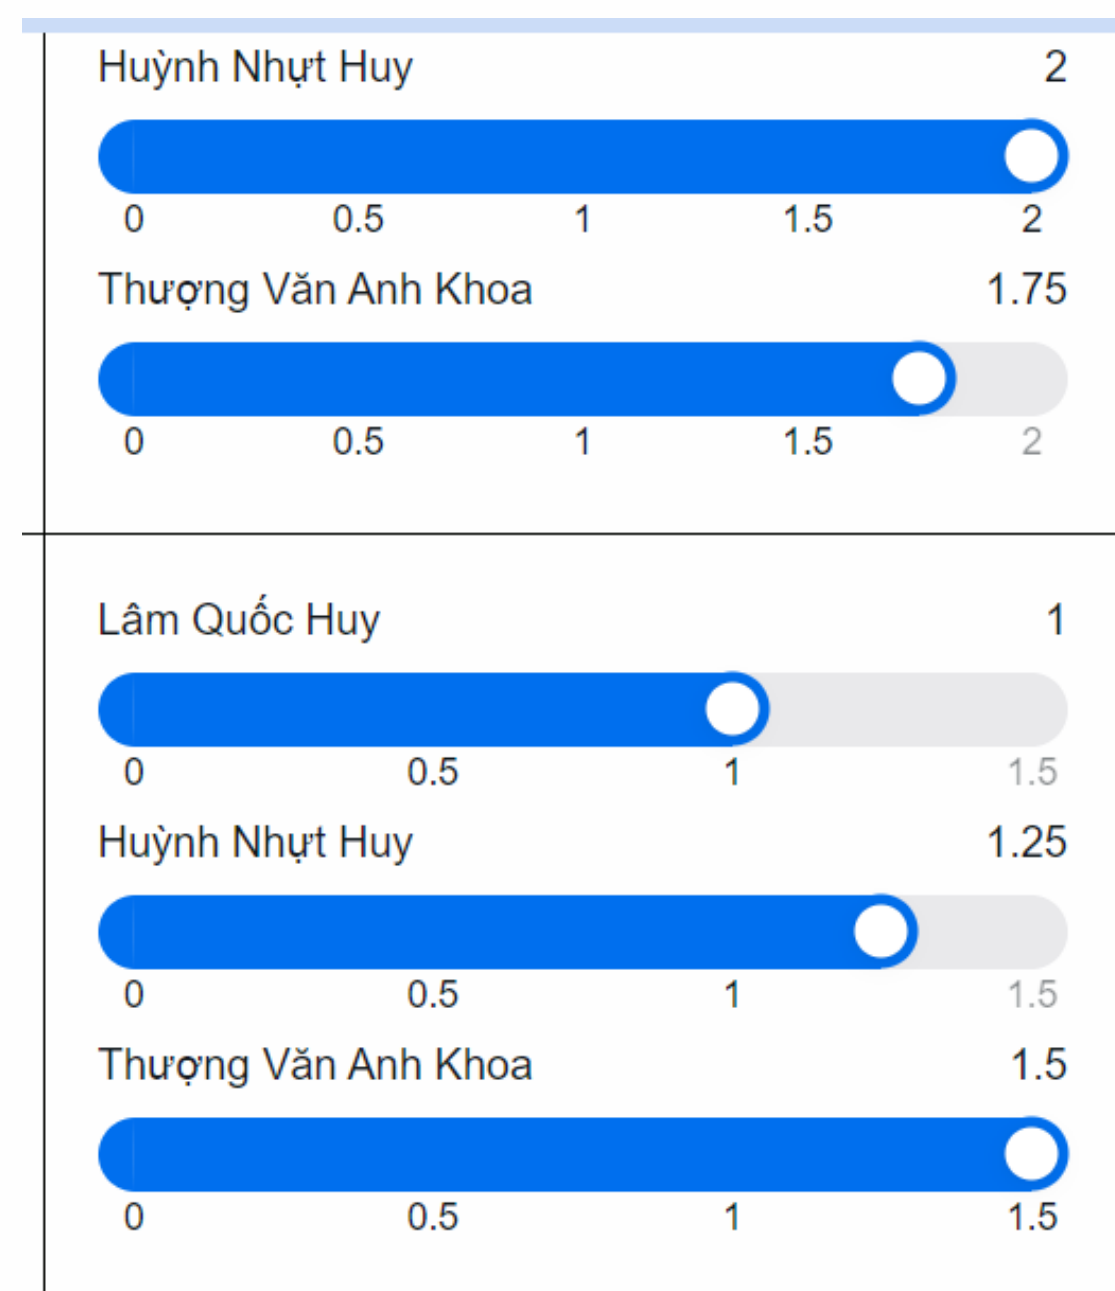 Huỳnh Nhựt Huy 2
0 0.5 1 1.5 2
Thượng Văn Anh Khoa 1.75
0 0.5 1 1.5 2
Lâm Quốc Huy 1
0 0.5 1 1.5
Huỳnh Nhựt Huy 1.25
0 0.5 1 1.5
Thượng Văn Anh Khoa 1.5
0 0.5 1 1.5